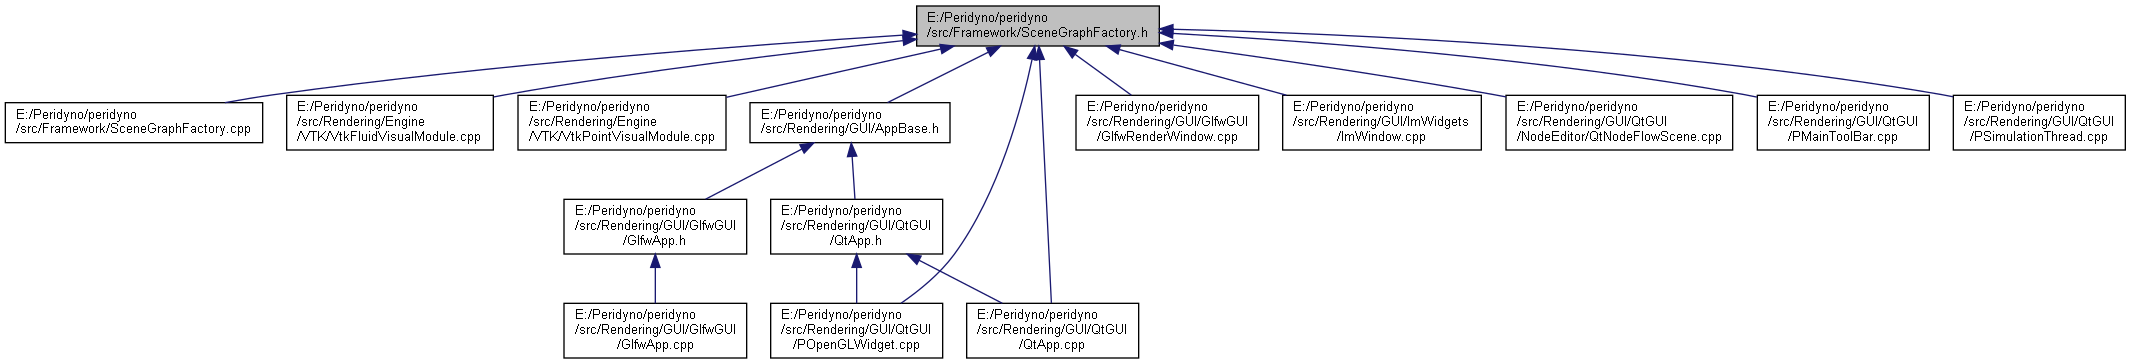 E:/Peridyno/peridyno
/src/Framework/SceneGraphFactory.h
E:/Peridyno/peridyno
/src/Framework/SceneGraphFactory.cpp
E:/Peridyno/peridyno
/src/Rendering/Engine
/VTK/VtkFluidVisualModule.cpp
E:/Peridyno/peridyno
/src/Rendering/Engine
/VTK/VtkPointVisualModule.cpp
E:/Peridyno/peridyno
/src/Rendering/GUI/AppBase.h
E:/Peridyno/peridyno
/src/Rendering/GUI/GlfwGUI
/GlfwRenderWindow.cpp
E:/Peridyno/peridyno
/src/Rendering/GUI/ImWidgets
/ImWindow.cpp
E:/Peridyno/peridyno
/src/Rendering/GUI/QtGUI
/NodeEditor/QtNodeFlowScene.cpp
E:/Peridyno/peridyno
/src/Rendering/GUI/QtGUI
/PMainToolBar.cpp
E:/Peridyno/peridyno
/src/Rendering/GUI/QtGUI
/PSimulationThread.cpp
E:/Peridyno/peridyno
/src/Rendering/GUI/GlfwGUI
/GlfwApp.h
E:/Peridyno/peridyno
/src/Rendering/GUI/QtGUI
/QtApp.h
E:/Peridyno/peridyno
/src/Rendering/GUI/GlfwGUI
/GlfwApp.cpp
E:/Peridyno/peridyno
/src/Rendering/GUI/QtGUI
/POpenGLWidget.cpp
E:/Peridyno/peridyno
/src/Rendering/GUI/QtGUI
/QtApp.cpp